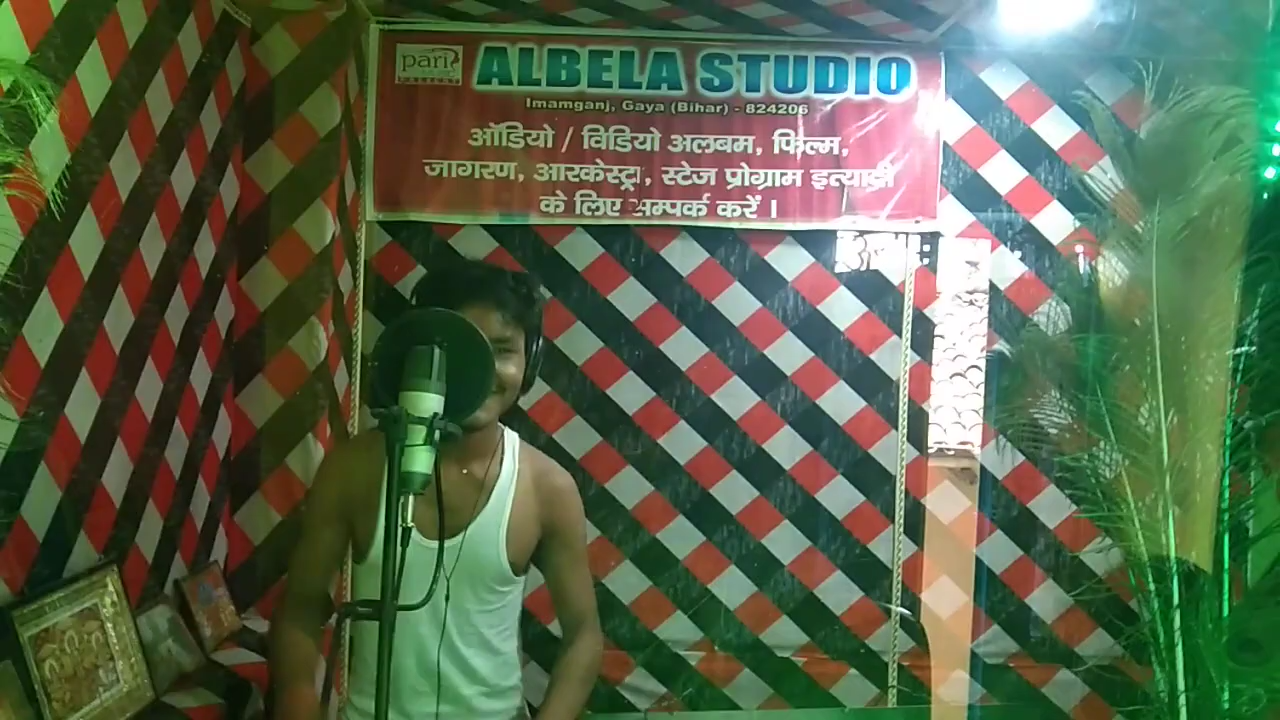 pari
ALBELA STUDIO
Imamganj, Gaya (Bihar) - 824206
ऑडियो / विडियो अलबम, फिल्म,
जागरण, आरकेस्ट्रा, स्टेज प्रोग्राम इत्यादी
के लिए सम्पर्क करें ।